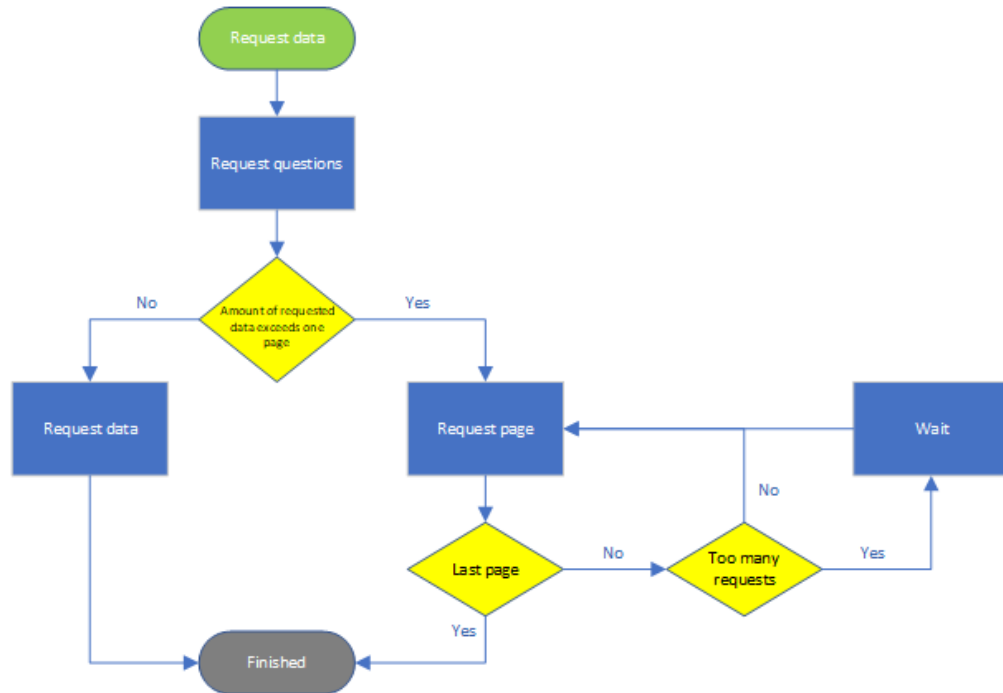 Request data
Request questions
No
Yes
Amount of requested
data exceeds one
page
Request data
Request page
Wait
No
Last page
No
Too many
requests
Yes
Yes
Finished